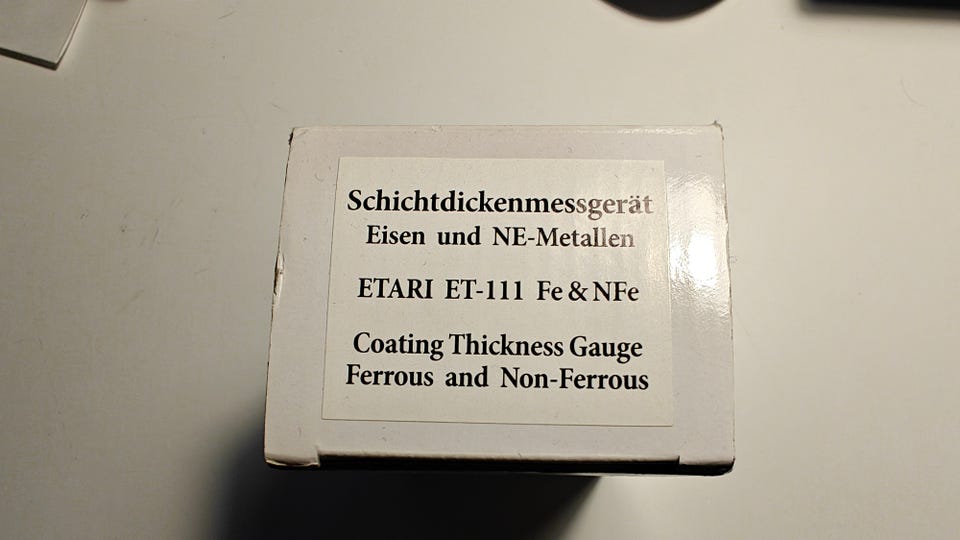 Schichtdickenmessgerät
Eisen und NE-Metallen
ETARI ET-111 Fe & NFe
Coating Thickness Gauge
Ferrous and Non-Ferrous